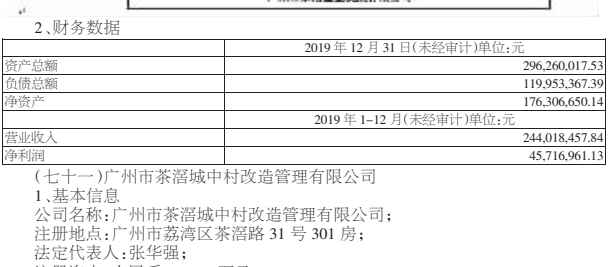 2、财务数据
2019 年 12 月 31 日(未经审计)单位:元
资产总额 296,260,017.53
负债总额 119,953,367.39
净资产 176,306,650.14
2019 年 1-12 月(未经审计)单位:元
营业收入 244,018,457.84
净利润 45,716,961.13
(七十一)广州市茶滘城中村改造管理有限公司
1、基本信息
公司名称:广州市茶滘城中村改造管理有限公司;
注册地点:广州市荔湾区茶滘路 31 号 301 房;
法定代表人:张华强;